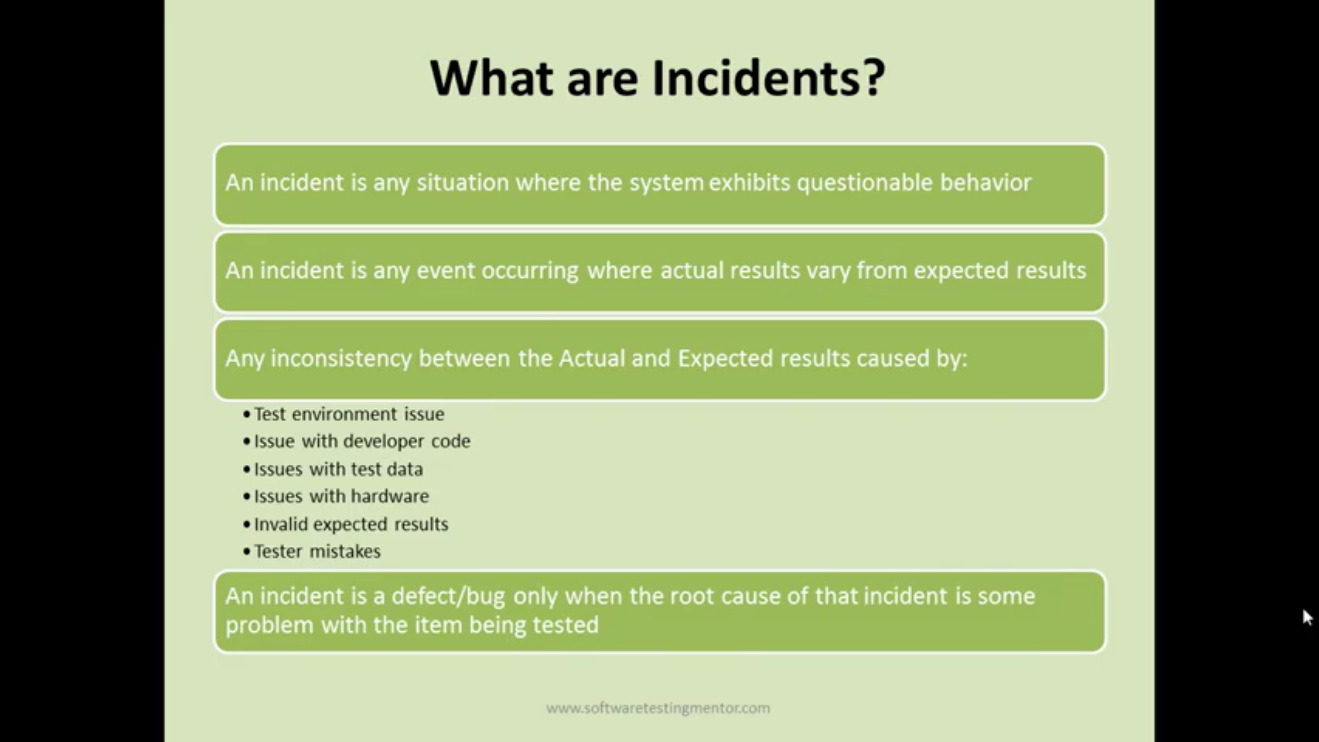 What are Incidents?
An incident is any situation where the system exhibits questionable behavior
An incident is any event occurring where actual results vary from expected results
Any inconsistency between the Actual and Expected results caused by:
• Test environment issue
• Issue with developer code
• Issues with test data
• Issues with hardware
• Invalid expected results
• Tester mistakes
An incident is a defect/bug only when the root cause of that incident is some
problem with the item being tested
www.softwaretestingmentor.com